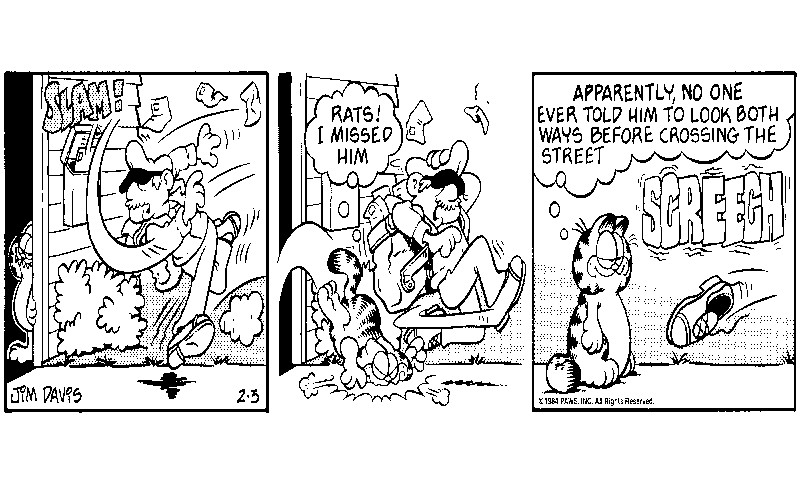 SLAM!
JIM DAVIS
2-3
RATS!
I MISSED
HIM
APPARENTLY, NO ONE
EVER TOLD HIM TO LOOK BOTH
WAYS BEFORE CROSSING THE
STREET
SCREECH
© 1984 PAWS, INC. All Rights Reserved.